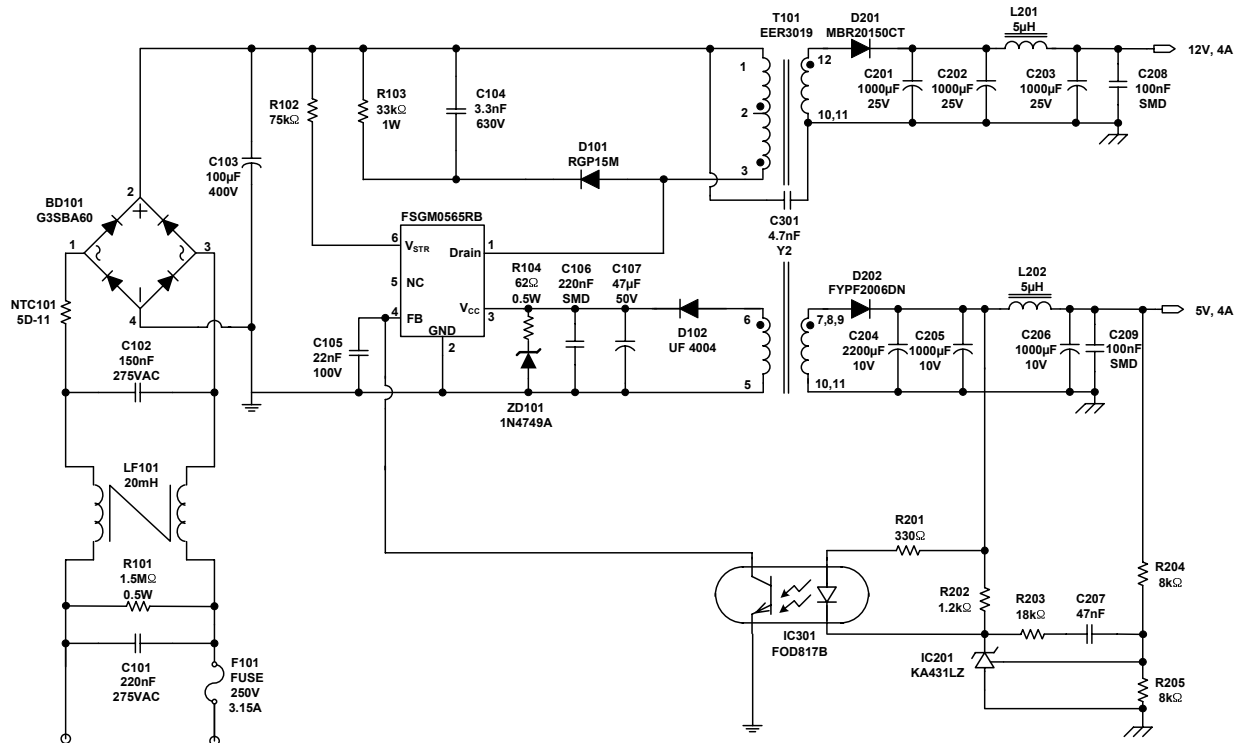 T101
EER3019
D201
MBR20150CT
L201
5µH
12V, 4A
1
2
3
12
10,11
C201
1000µF
25V
C202
1000µF
25V
C203
1000µF
25V
C208
100nF
SMD
R102
75kΩ
R103
33kΩ
1W
C104
3.3nF
630V
D101
RGP15M
C103
100µF
400V
C301
4.7nF
Y2
BD101
G3SBA60
2
1
3
4
FSGM0565RB
6
VSTR
Drain
1
5
NC
4
FB
VCC
3
GND
2
R104
62Ω
0.5W
C106
220nF
SMD
C107
47µF
50V
D102
UF 4004
6
5
7,8,9
10,11
D202
FYPF2006DN
L202
5µH
5V, 4A
C204
2200µF
10V
C205
1000µF
10V
C206
1000µF
10V
C209
100nF
SMD
NTC101
5D-11
C102
150nF
275VAC
C105
22nF
100V
ZD101
1N4749A
LF101
20mH
R101
1.5MΩ
0.5W
C101
220nF
275VAC
F101
FUSE
250V
3.15A
R201
330Ω
R202
1.2kΩ
R203
18kΩ
C207
47nF
R204
8kΩ
IC301
FOD817B
IC201
KA431LZ
R205
8kΩ